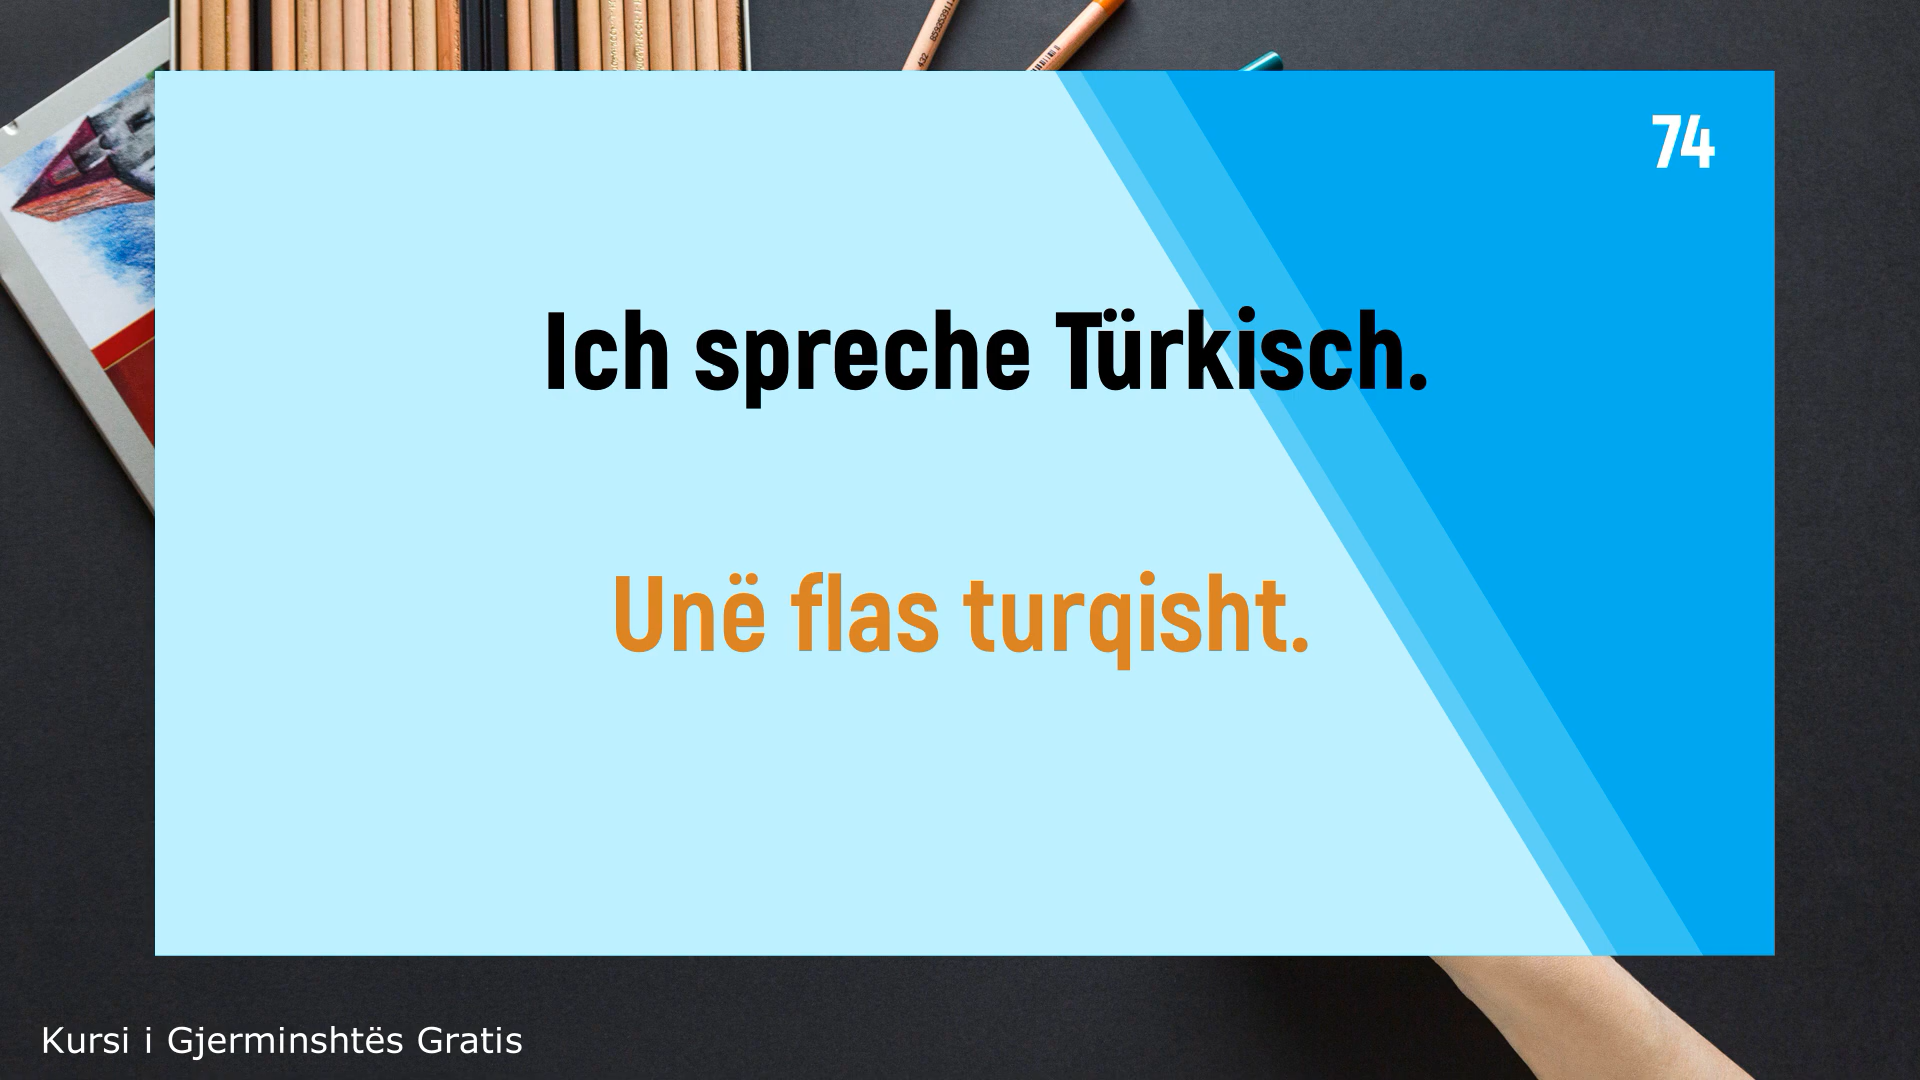 74
Ich spreche Türkisch.
Unë flas turqisht.
Kursi i Gjerminshtës Gratis